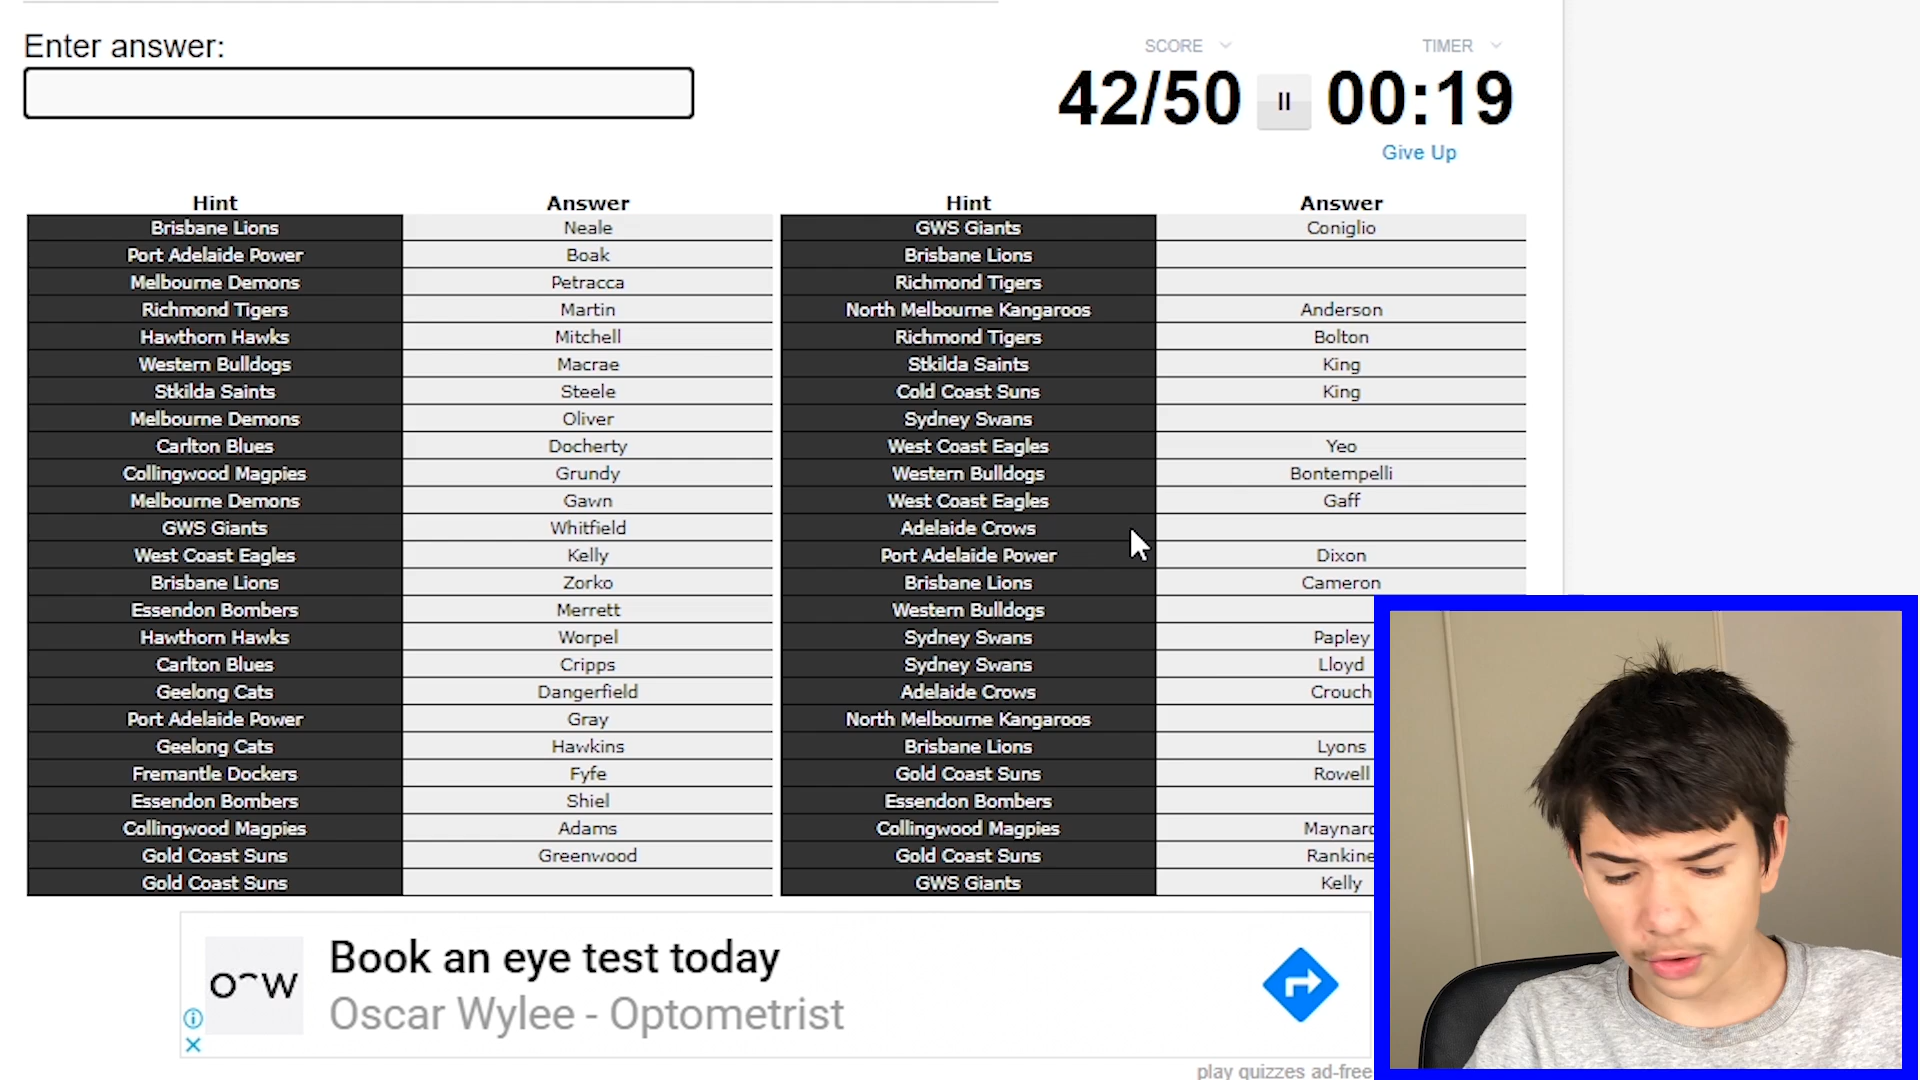 Enter answer:
SCORE
TIMER
42/50
00:19
Give Up
Hint Answer Hint Answer
Brisbane Lions Neale GWS Giants Coniglio
Port Adelaide Power Boak Brisbane Lions
Melbourne Demons Petracca Richmond Tigers
Richmond Tigers Martin North Melbourne Kangaroos Anderson
Hawthorn Hawks Mitchell Richmond Tigers Bolton
Western Bulldogs Macrae Stkilda Saints King
Stkilda Saints Steele Cold Coast Suns King
Melbourne Demons Oliver Sydney Swans
Carlton Blues Docherty West Coast Eagles Yeo
Collingwood Magpies Grundy Western Bulldogs Bontempelli
Melbourne Demons Gawn West Coast Eagles Gaff
GWS Giants Whitfield Adelaide Crows
West Coast Eagles Kelly Port Adelaide Power Dixon
Brisbane Lions Zorko Brisbane Lions Cameron
Essendon Bombers Merrett Western Bulldogs
Hawthorn Hawks Worpel Sydney Swans Papley
Carlton Blues Cripps Sydney Swans Lloyd
Geelong Cats Dangerfield Adelaide Crows Crouch
Port Adelaide Power Gray North Melbourne Kangaroos
Geelong Cats Hawkins Brisbane Lions Lyons
Fremantle Dockers Fyfe Gold Coast Suns Rowell
Essendon Bombers Shiel Essendon Bombers
Collingwood Magpies Adams Collingwood Magpies Maynard
Gold Coast Suns Greenwood Gold Coast Suns Rankine
Gold Coast Suns GWS Giants Kelly
Book an eye test today
Oscar Wylee - Optometrist
play quizzes ad-free